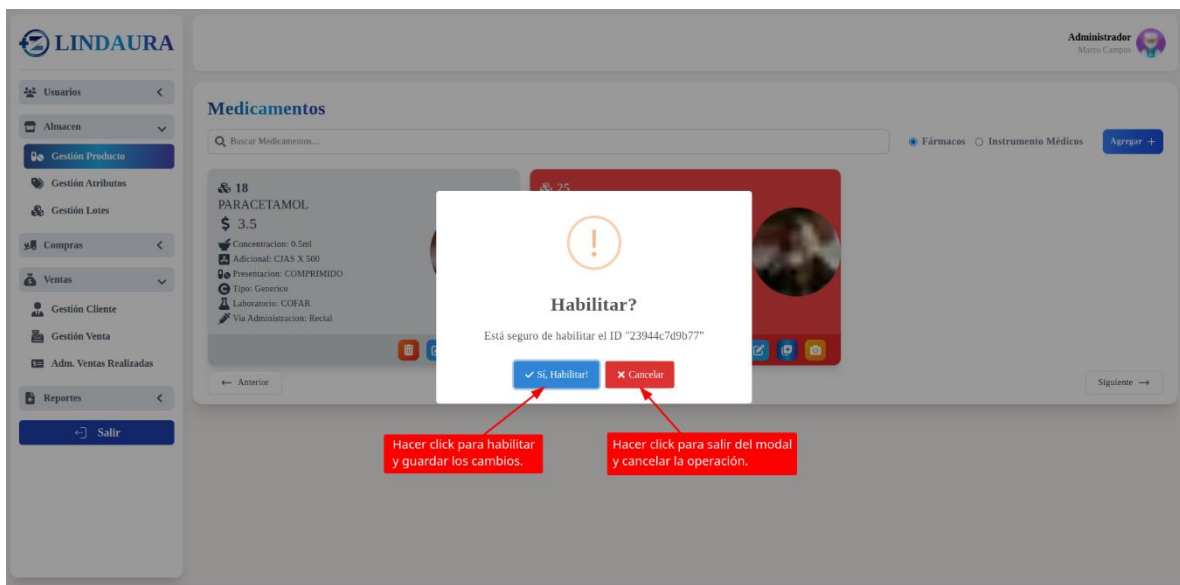 LINDAURA
Administrador
Marco Campos
Usuarios
Almacen
Gestión Producto
Gestión Atributos
Gestión Lotes
Compras
Ventas
Gestión Cliente
Gestión Venta
Adm. Ventas Realizadas
Reportes
Salir
Medicamentos
Buscar Medicamentos...
Fármacos
Instrumento Médicos
Agregar +
18
PARACETAMOL
$ 3.5
Concentracion: 0.5ml
Adicional: CJAS X 500
Presentacion: COMPRIMIDO
Tipo: Generico
Laboratorio: COFAR
Via Administracion: Rectal
25
Habilitar?
Está seguro de habilitar el ID "23944c7d9b77"
Sí, Habilitar!
Cancelar
← Anterior
Siguiente →
Hacer click para habilitar
y guardar los cambios.
Hacer click para salir del modal
y cancelar la operación.